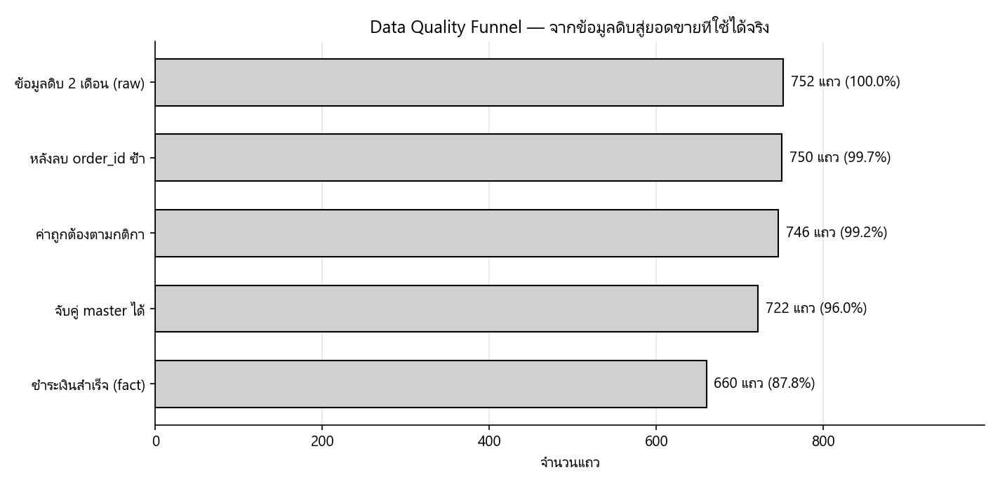 Data Quality Funnel — จากข้อมูลดิบสู่ยอดขายที่ใช้ได้จริง
ข้อมูลดิบ 2 เดือน (raw)
752 แถว (100.0%)
หลังลบ order_id ซ้ำ
750 แถว (99.7%)
ค่าถูกต้องตามกติกา
746 แถว (99.2%)
จับคู่ master ได้
722 แถว (96.0%)
ชำระเงินสำเร็จ (fact)
660 แถว (87.8%)
0 200 400 600 800
จำนวนแถว